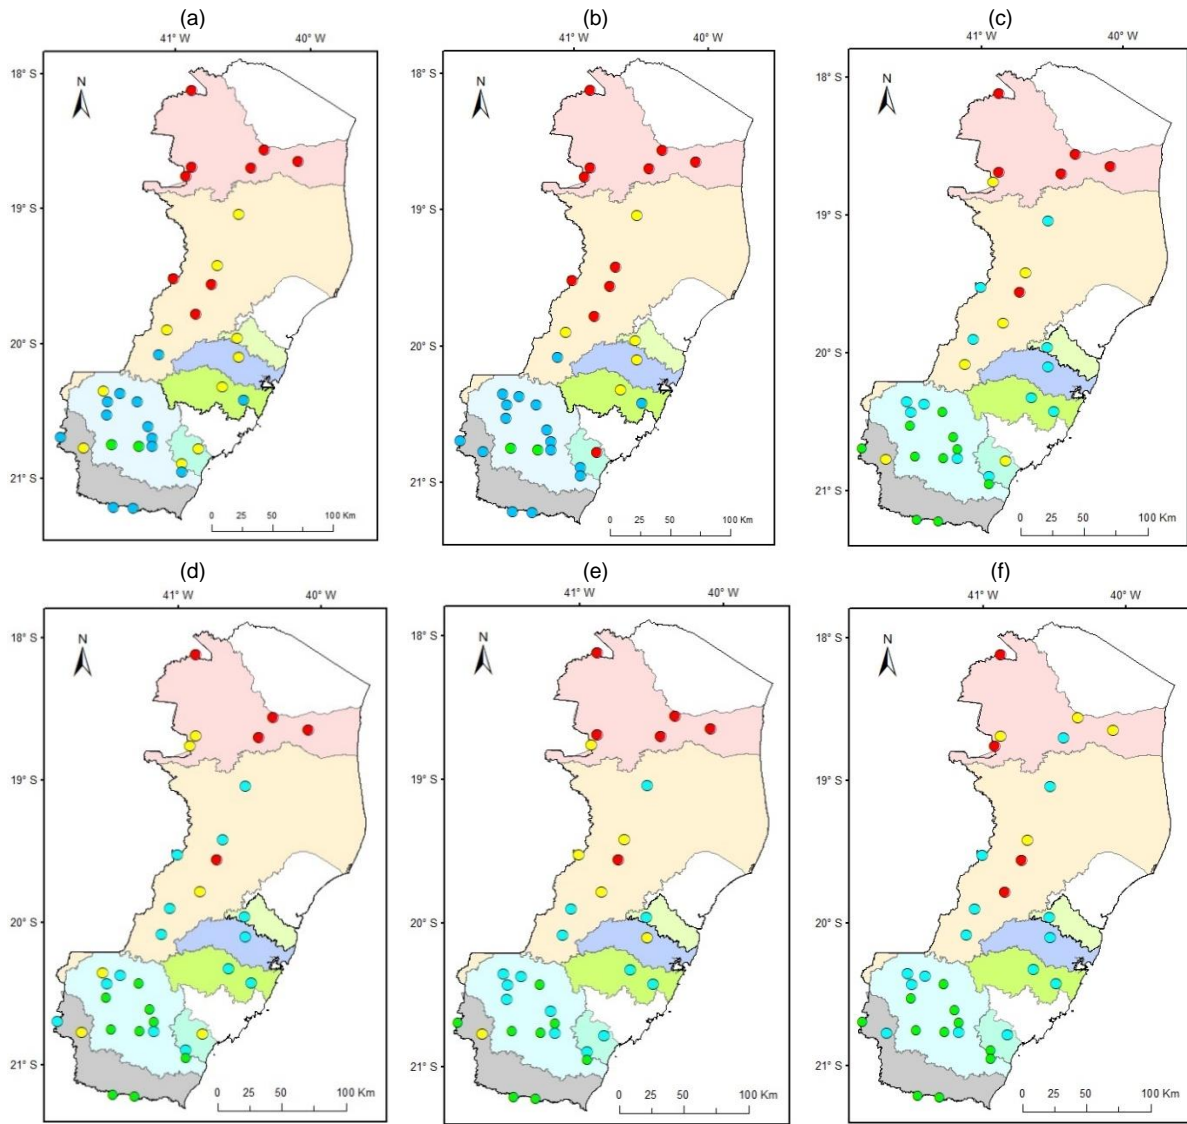 (a) (b) (c)
41° W 40° W 41° W 40° W 41° W 40° W
18° S 18° S 18° S
N N N
19° S 19° S 19° S
20° S 20° S 20° S
21° S 21° S 21° S
0 25 50 100 Km 0 25 50 100 Km 0 25 50 100 Km
(d) (e) (f)
41° W 40° W 41° W 40° W 41° W 40° W
18° S 18° S 18° S
N N N
19° S 19° S 19° S
20° S 20° S 20° S
21° S 21° S 21° S
0 25 50 100 Km 0 25 50 100 Km 0 25 50 100 Km